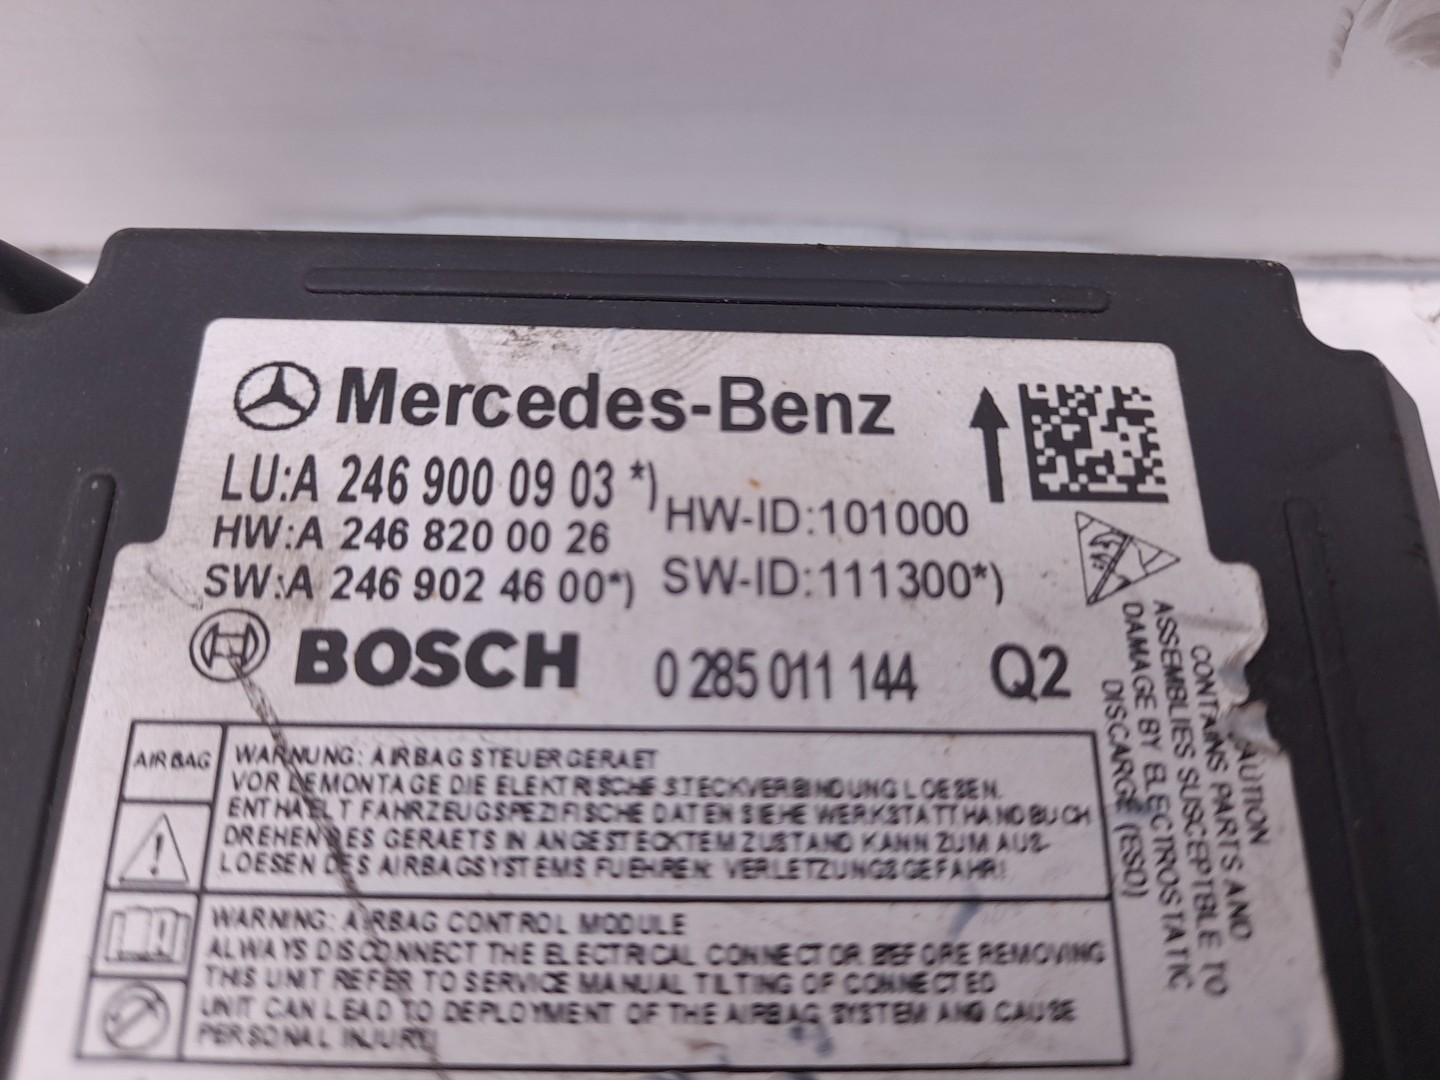 Mercedes-Benz
LU:A 246 900 09 03 *)
HW:A 246 820 00 26
SW:A 246 902 46 00*)
HW-ID:101000
SW-ID:111300*)
BOSCH 0 285 011 144 Q2
AIRBAG
WARNUNG: AIRBAG STEUERGERAET
VOR DEMONTAGE DIE ELEKTRISCHE STECKVERBINDUNG LOESEN.
ENTHAELT FAHRZEUGSPEZIFISCHE DATEN SIEHE WERKSTATTHANDBUCH
DREHEN DES GERAETS IN ANGESTECKTEM ZUSTAND KANN ZUM AUS-
LOESEN DES AIRBAGSYSTEMS FUEHREN: VERLETZUNGSGEFAHR!
WARNING: AIRBAG CONTROL MODULE
ALWAYS DISCONNECT THE ELECTRICAL CONNECTOR BEFORE REMOVING
THIS UNIT REFER TO SERVICE MANUAL TILTING OF CONNECTED
UNIT CAN LEAD TO DEPLOYMENT OF THE AIRBAG SYSTEM AND CAUSE
PERSONAL INJURY!
CONTAINS PARTS AND
ASSEMBLIES SUSCEPTBLE TO
DAMAGE BY ELECTROSTATIC
DISCARGE (ESD)